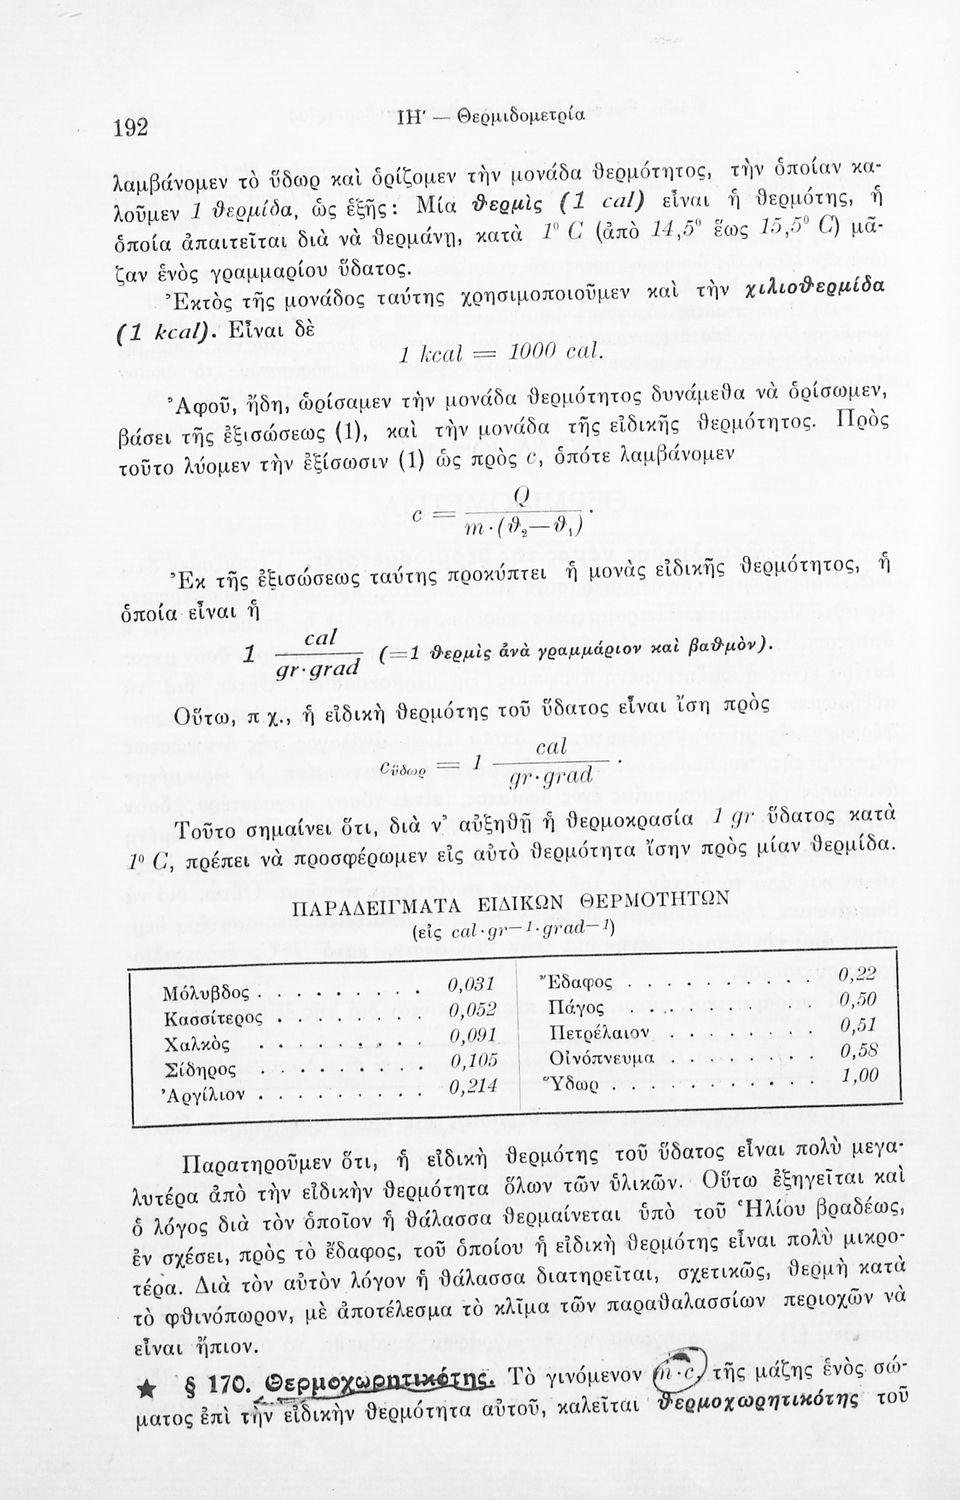 192
ΙΗ' — Θερμιδομετρία
λαμβάνομεν τὸ ὕδωρ καὶ ὁρίζομεν τὴν μονάδα θερμότητος, τὴν ὁποίαν κα-
λοῦμεν 1 θερμίδα, ὡς ἑξῆς: Μία θερμὶς (1 cal) εἶναι ἡ θερμότης, ἡ
ὁποία ἀπαιτεῖται διὰ νὰ θερμάνῃ, κατὰ 1° C (ἀπὸ 14,5° ἕως 15,5° C) μᾶ-
ζαν ἑνὸς γραμμαρίου ὕδατος.
Ἐκτὸς τῆς μονάδος ταύτης χρησιμοποιοῦμεν καὶ τὴν χιλιοθερμίδα
(1 kcal). Εἶναι δὲ
1 kcal = 1000 cal.
Ἀφοῦ, ἤδη, ὡρίσαμεν τὴν μονάδα θερμότητος δυνάμεθα νὰ ὁρίσωμεν,
βάσει τῆς ἐξισώσεως (1), καὶ τὴν μονάδα τῆς εἰδικῆς θερμότητος. Πρὸς
τοῦτο λύομεν τὴν ἐξίσωσιν (1) ὡς πρὸς c, ὁπότε λαμβάνομεν
c = Q / m·(ϑ₂—ϑ₁) .
Ἐκ τῆς ἐξισώσεως ταύτης προκύπτει ἡ μονὰς εἰδικῆς θερμότητος, ἡ
ὁποία εἶναι ἡ
1 cal / gr·grad (=1 θερμὶς ἀνὰ γραμμάριον καὶ βαθμὸν).
Οὕτω, π.χ., ἡ εἰδικὴ θερμότης τοῦ ὕδατος εἶναι ἴση πρὸς
cὕδωρ = 1 cal / gr·grad .
Τοῦτο σημαίνει ὅτι, διὰ ν' αὐξηθῇ ἡ θερμοκρασία 1 gr ὕδατος κατὰ
1° C, πρέπει νὰ προσφέρωμεν εἰς αὐτὸ θερμότητα ἴσην πρὸς μίαν θερμίδα.
ΠΑΡΑΔΕΙΓΜΑΤΑ ΕΙΔΙΚΩΝ ΘΕΡΜΟΤΗΤΩΝ
(εἰς cal·gr—1·grad—1)
Μόλυβδος . . . . . . . . . 0,031
Κασσίτερος . . . . . . . . 0,052
Χαλκὸς . . . . . . . . . 0,091
Σίδηρος . . . . . . . . . 0,105
Ἀργίλιον . . . . . . . . . 0,214
Ἔδαφος . . . . . . . . . . 0,22
Πάγος . . . . . . . . . . 0,50
Πετρέλαιον . . . . . . . . 0,51
Οἰνόπνευμα . . . . . . . . 0,58
Ὕδωρ . . . . . . . . . . . 1,00
Παρατηροῦμεν ὅτι, ἡ εἰδικὴ θερμότης τοῦ ὕδατος εἶναι πολὺ μεγα-
λυτέρα ἀπὸ τὴν εἰδικὴν θερμότητα ὅλων τῶν ὑλικῶν. Οὕτω ἐξηγεῖται καὶ
ὁ λόγος διὰ τὸν ὁποῖον ἡ θάλασσα θερμαίνεται ὑπὸ τοῦ Ἡλίου βραδέως,
ἐν σχέσει, πρὸς τὸ ἔδαφος, τοῦ ὁποίου ἡ εἰδικὴ θερμότης εἶναι πολὺ μικρο-
τέρα. Διὰ τὸν αὐτὸν λόγον ἡ θάλασσα διατηρεῖται, σχετικῶς, θερμὴ κατὰ
τὸ φθινόπωρον, μὲ ἀποτέλεσμα τὸ κλῖμα τῶν παραθαλασσίων περιοχῶν νὰ
εἶναι ἤπιον.
★ § 170. Θερμοχωρητικότης. Τὸ γινόμενον m·c, τῆς μάζης ἑνὸς σώ-
ματος ἐπὶ τὴν εἰδικὴν θερμότητα αὐτοῦ, καλεῖται θερμοχωρητικότης τοῦ